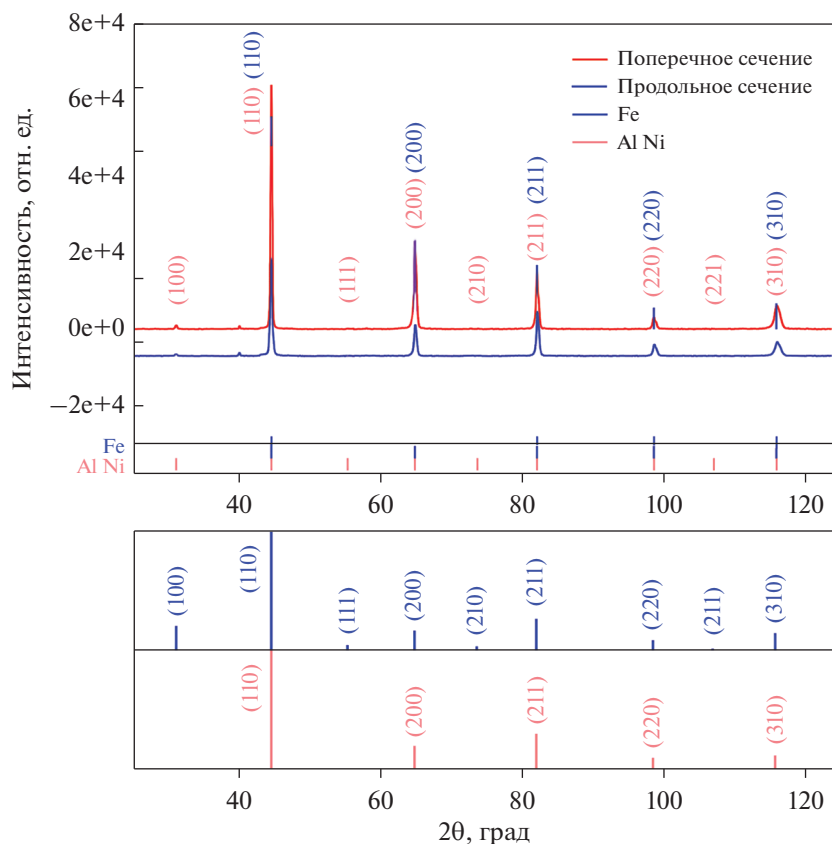 8e+4
6e+4
4e+4
2e+4
0e+0
−2e+4
Интенсивность, отн. ед.
Поперечное сечение
Продольное сечение
Fe
Al Ni
(100)
(110) (110)
(111)
(200) (200)
(210)
(211) (211)
(220) (220)
(221)
(310) (310)
Fe
Al Ni
40 60 80 100 120
(100)
(110)
(111)
(200)
(210)
(211)
(220)
(211)
(310)
(110)
(200)
(211)
(220)
(310)
40 60 80 100 120
2θ, град